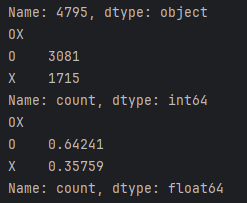 Name: 4795, dtype: object
OX
O    3081
X    1715
Name: count, dtype: int64
OX
O    0.64241
X    0.35759
Name: count, dtype: float64